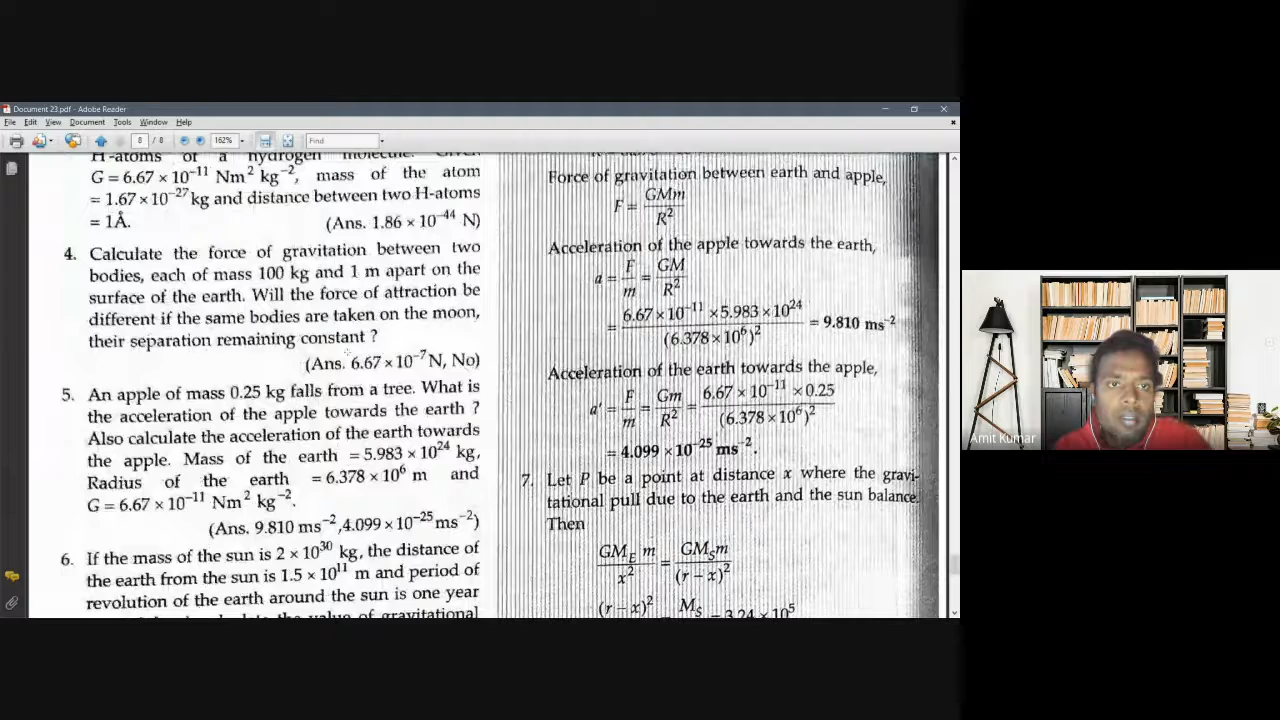 Document 23.pdf - Adobe Reader
File Edit View Document Tools Window Help
8 / 8 162% Find
H-atoms of a hydrogen molecule. Given
G = 6.67 × 10⁻¹¹ Nm² kg⁻², mass of the atom
= 1.67 × 10⁻²⁷ kg and distance between two H-atoms
= 1Å. (Ans. 1.86 × 10⁻⁴⁴ N)
4. Calculate the force of gravitation between two
bodies, each of mass 100 kg and 1 m apart on the
surface of the earth. Will the force of attraction be
different if the same bodies are taken on the moon,
their separation remaining constant ?
(Ans. 6.67 × 10⁻⁷ N, No)
5. An apple of mass 0.25 kg falls from a tree. What is
the acceleration of the apple towards the earth ?
Also calculate the acceleration of the earth towards
the apple. Mass of the earth = 5.983 × 10²⁴ kg,
Radius of the earth = 6.378 × 10⁶ m and
G = 6.67 × 10⁻¹¹ Nm² kg⁻².
(Ans. 9.810 ms⁻², 4.099 × 10⁻²⁵ ms⁻²)
6. If the mass of the sun is 2 × 10³⁰ kg, the distance of
the earth from the sun is 1.5 × 10¹¹ m and period of
revolution of the earth around the sun is one year
the value of gravitational
Force of gravitation between earth and apple,
F = GMm / R²
Acceleration of the apple towards the earth,
a = F / m = GM / R²
= 6.67 × 10⁻¹¹ × 5.983 × 10²⁴ / (6.378 × 10⁶)² = 9.810 ms⁻²
Acceleration of the earth towards the apple,
a' = F / m = Gm / R² = 6.67 × 10⁻¹¹ × 0.25 / (6.378 × 10⁶)²
= 4.099 × 10⁻²⁵ ms⁻².
7. Let P be a point at distance x where the gravi-
tational pull due to the earth and the sun balance.
Then
GM_E m / x² = GM_S m / (r − x)²
(r − x)² M_S = 3.24 × 10⁵
Amit Kumar